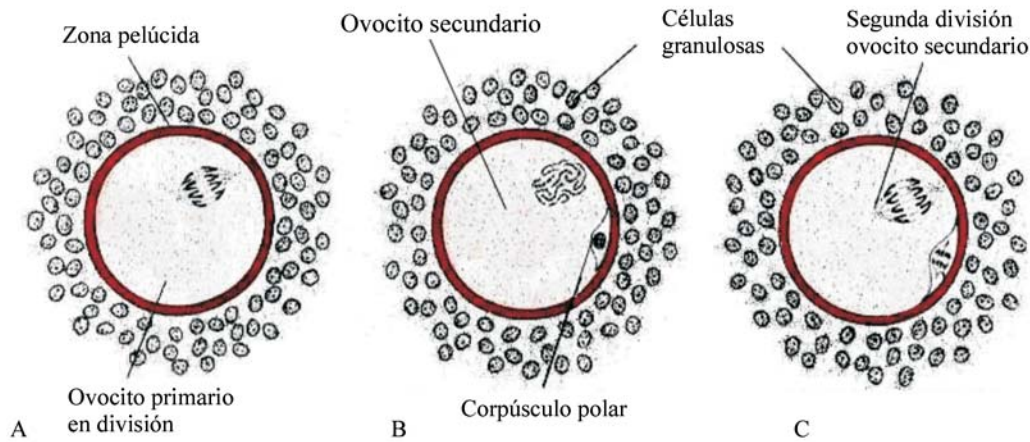 Zona pelúcida
Ovocito secundario
Células
granulosas
Segunda división
ovocito secundario
Ovocito primario
en división
Corpúsculo polar
A
B
C